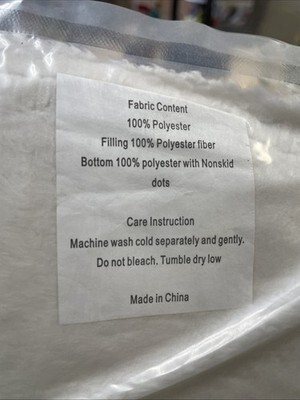 Fabric Content
100% Polyester
Filling 100% Polyester fiber
Bottom 100% polyester with Nonskid
dots
Care Instruction
Machine wash cold separately and gently.
Do not bleach. Tumble dry low
Made in China